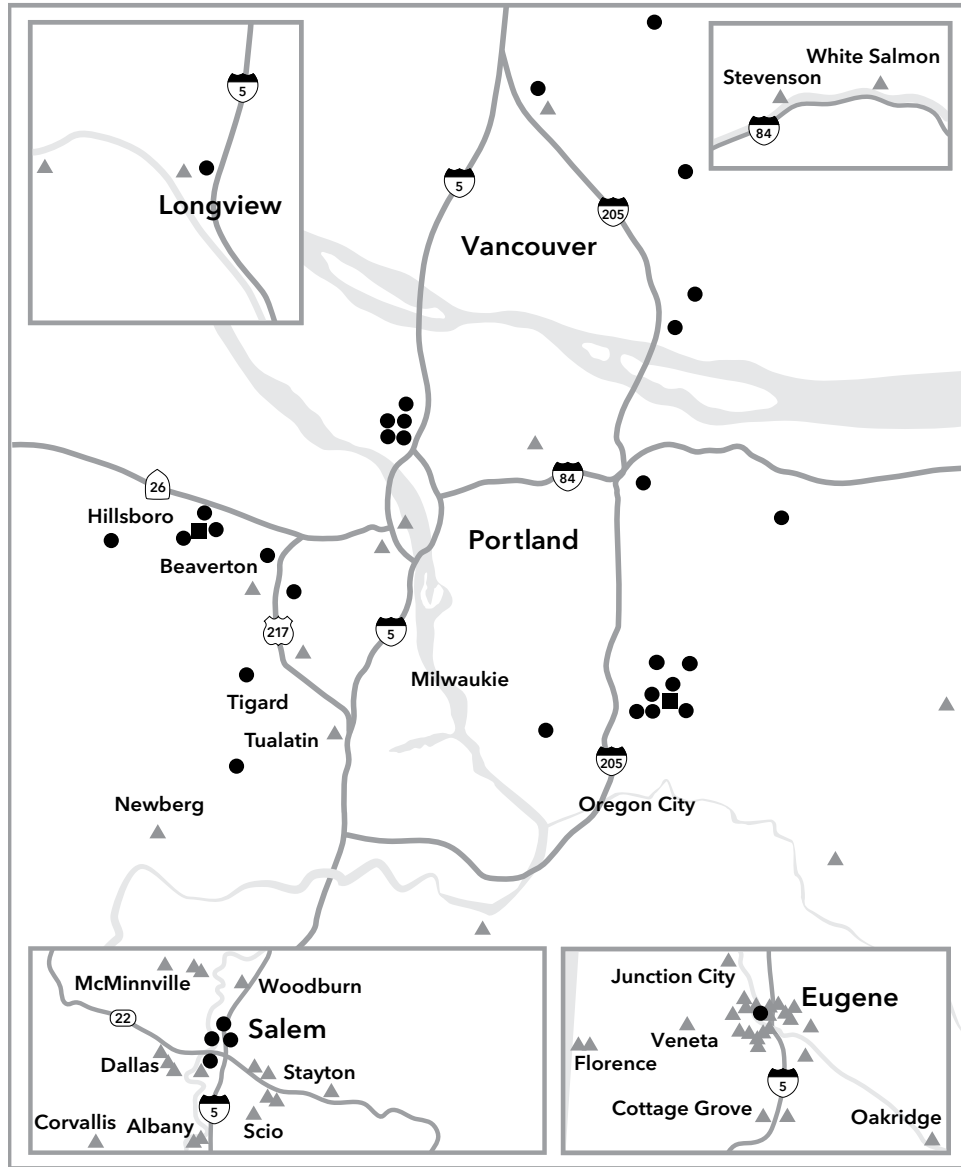 5
White Salmon
Stevenson
84
5
205
Longview
Vancouver
26
84
Hillsboro
Portland
Beaverton
217
5
Milwaukie
Tigard
Tualatin
205
Newberg
Oregon City
McMinnville
Woodburn
22
Salem
Dallas
Stayton
5
Corvallis
Albany
Scio
Junction City
Eugene
Veneta
Florence
5
Cottage Grove
Oakridge